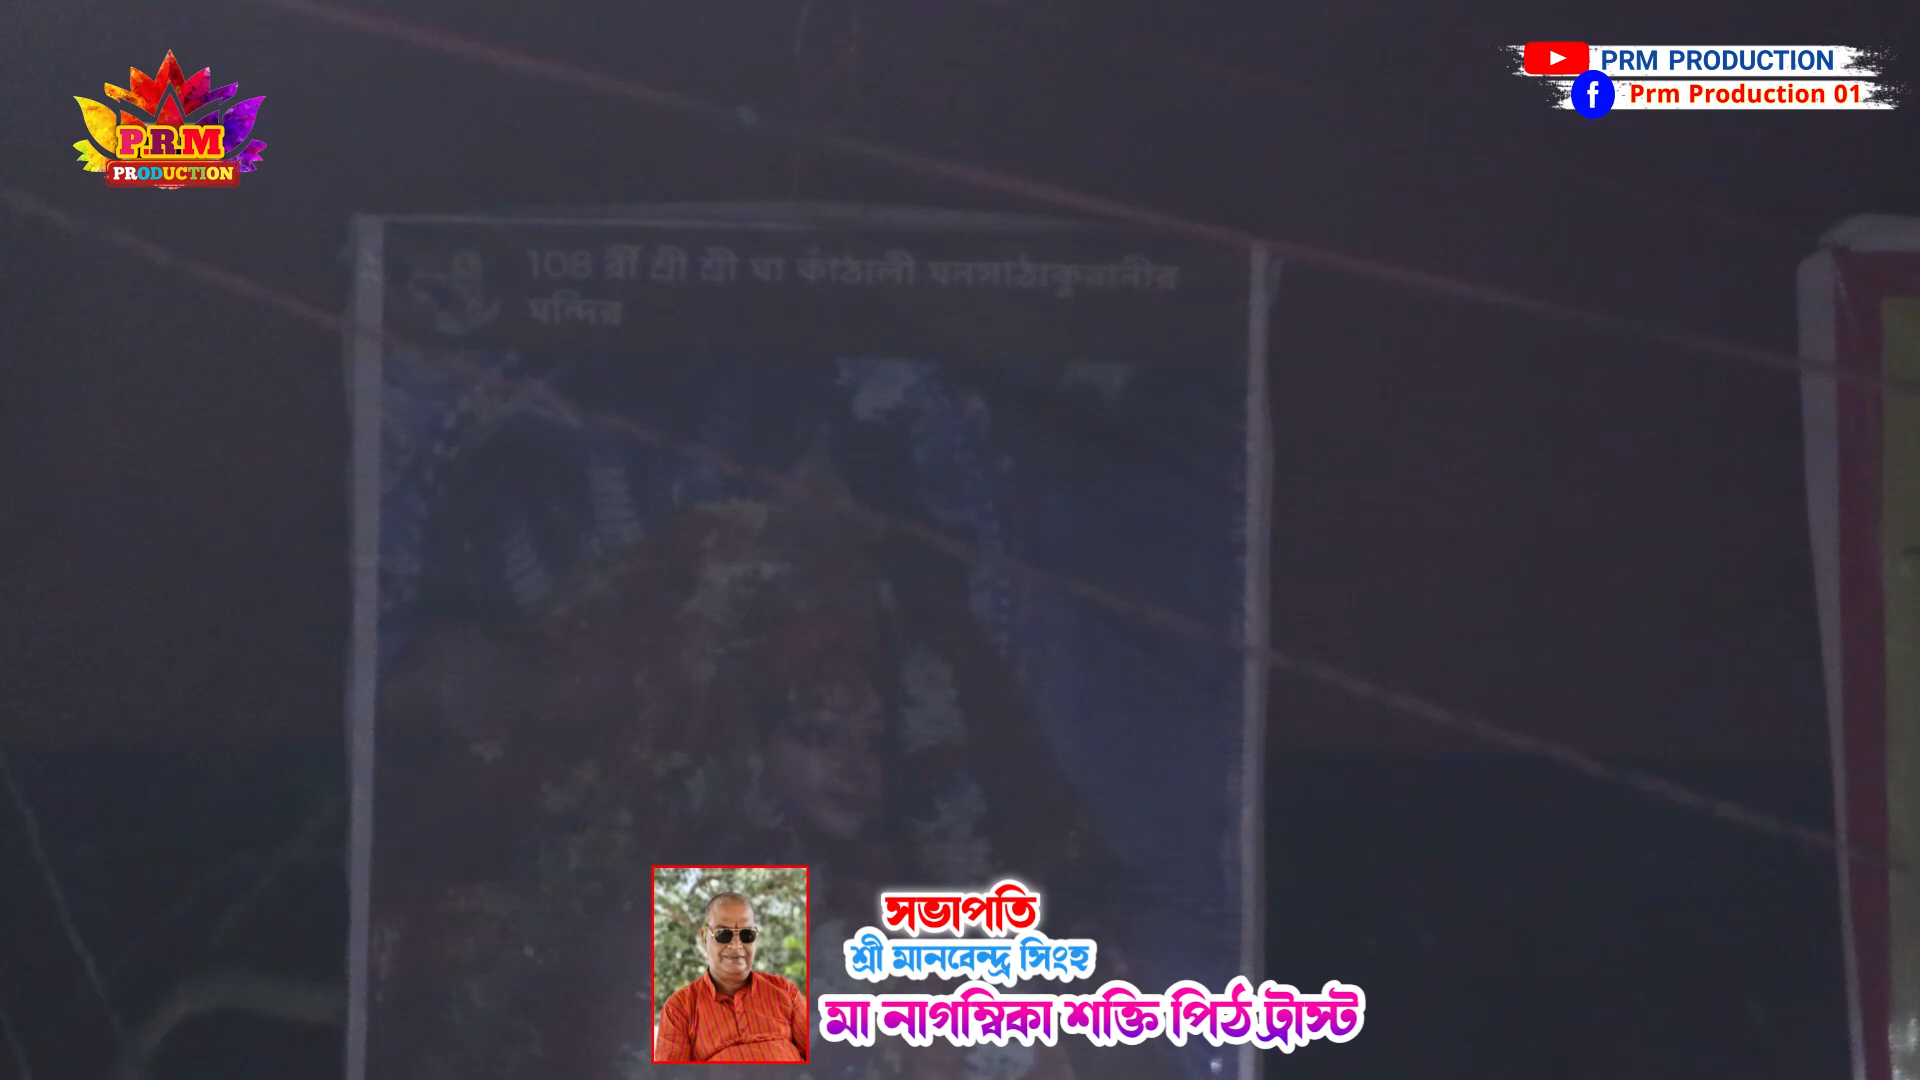 P.R.M
PRODUCTION
PRM PRODUCTION
Prm Production 01
108 শ্রী শ্রী শ্রী মা কাঁঠালী মনসাঠাকুরানীর
মন্দির
সভাপতি
শ্রী মানবেন্দ্র সিংহ
মা নাগম্বিকা শক্তি পিঠ ট্রাস্ট